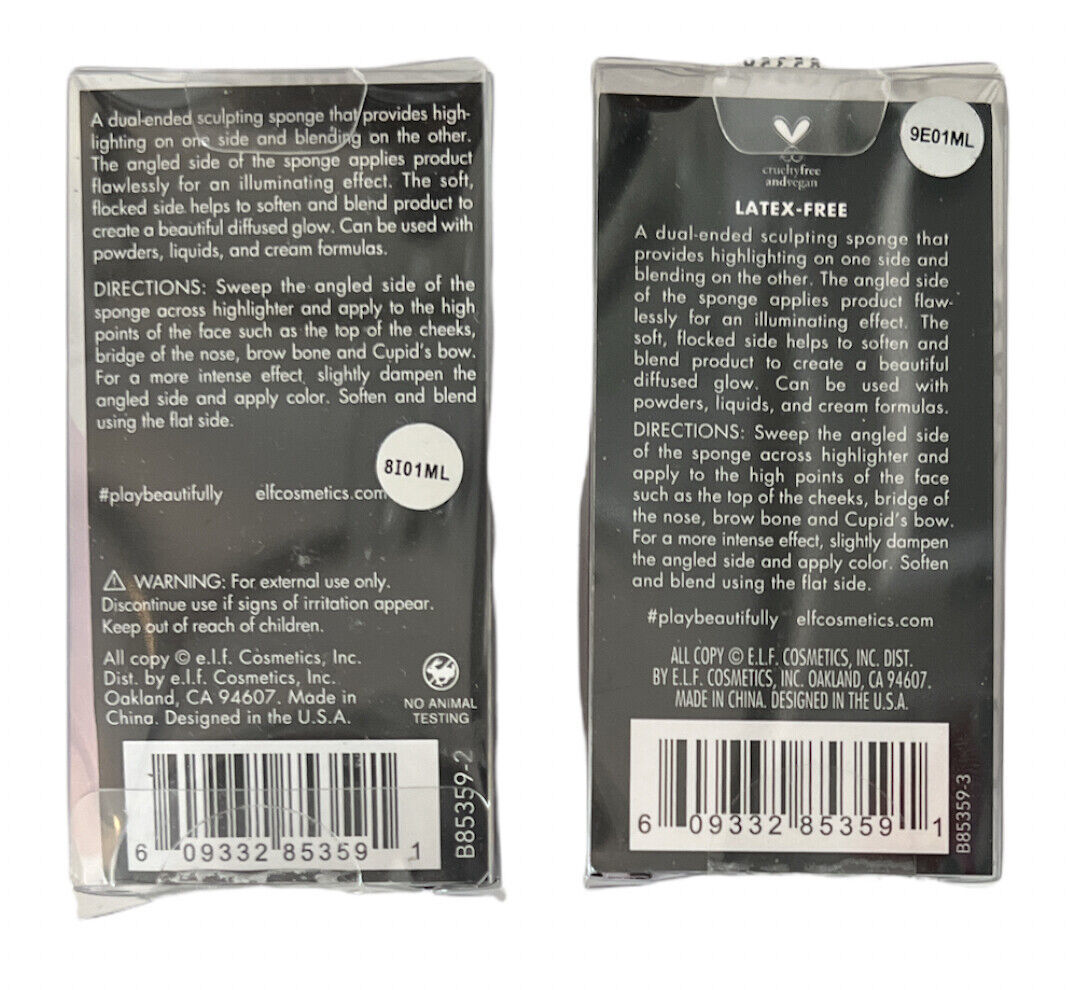 A dual-ended sculpting sponge that provides high-
lighting on one side and blending on the other.
The angled side of the sponge applies product
flawlessly for an illuminating effect. The soft,
flocked side helps to soften and blend product to
create a beautiful diffused glow. Can be used with
powders, liquids, and cream formulas.
DIRECTIONS: Sweep the angled side of the
sponge across highlighter and apply to the high
points of the face such as the top of the cheeks,
bridge of the nose, brow bone and Cupid's bow.
For a more intense effect, slightly dampen the
angled side and apply color. Soften and blend
using the flat side.
8I01ML
#playbeautifully elfcosmetics.com
WARNING: For external use only.
Discontinue use if signs of irritation appear.
Keep out of reach of children.
All copy © e.l.f. Cosmetics, Inc.
Dist. by e.l.f. Cosmetics, Inc.
Oakland, CA 94607. Made in
China. Designed in the U.S.A.
NO ANIMAL
TESTING
6 09332 85359 1
B85359-2
9E01ML
crueltyfree
andvegan
LATEX-FREE
A dual-ended sculpting sponge that
provides highlighting on one side and
blending on the other. The angled side
of the sponge applies product flaw-
lessly for an illuminating effect. The
soft, flocked side helps to soften and
blend product to create a beautiful
diffused glow. Can be used with
powders, liquids, and cream formulas.
DIRECTIONS: Sweep the angled side
of the sponge across highlighter and
apply to the high points of the face
such as the top of the cheeks, bridge of
the nose, brow bone and Cupid's bow.
For a more intense effect, slightly dampen
the angled side and apply color. Soften
and blend using the flat side.
#playbeautifully elfcosmetics.com
ALL COPY © E.L.F. COSMETICS, INC. DIST.
BY E.L.F. COSMETICS, INC. OAKLAND, CA 94607.
MADE IN CHINA. DESIGNED IN THE U.S.A.
6 09332 85359 1
B85359-3